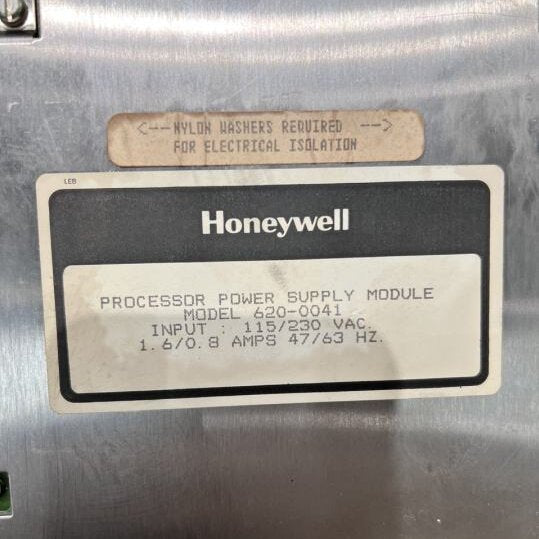 <--NYLON WASHERS REQUIRED -->
FOR ELECTRICAL ISOLATION
LEB
Honeywell
PROCESSOR POWER SUPPLY MODULE
MODEL 620-0041
INPUT : 115/230 VAC.
1.6/0.8 AMPS 47/63 HZ.